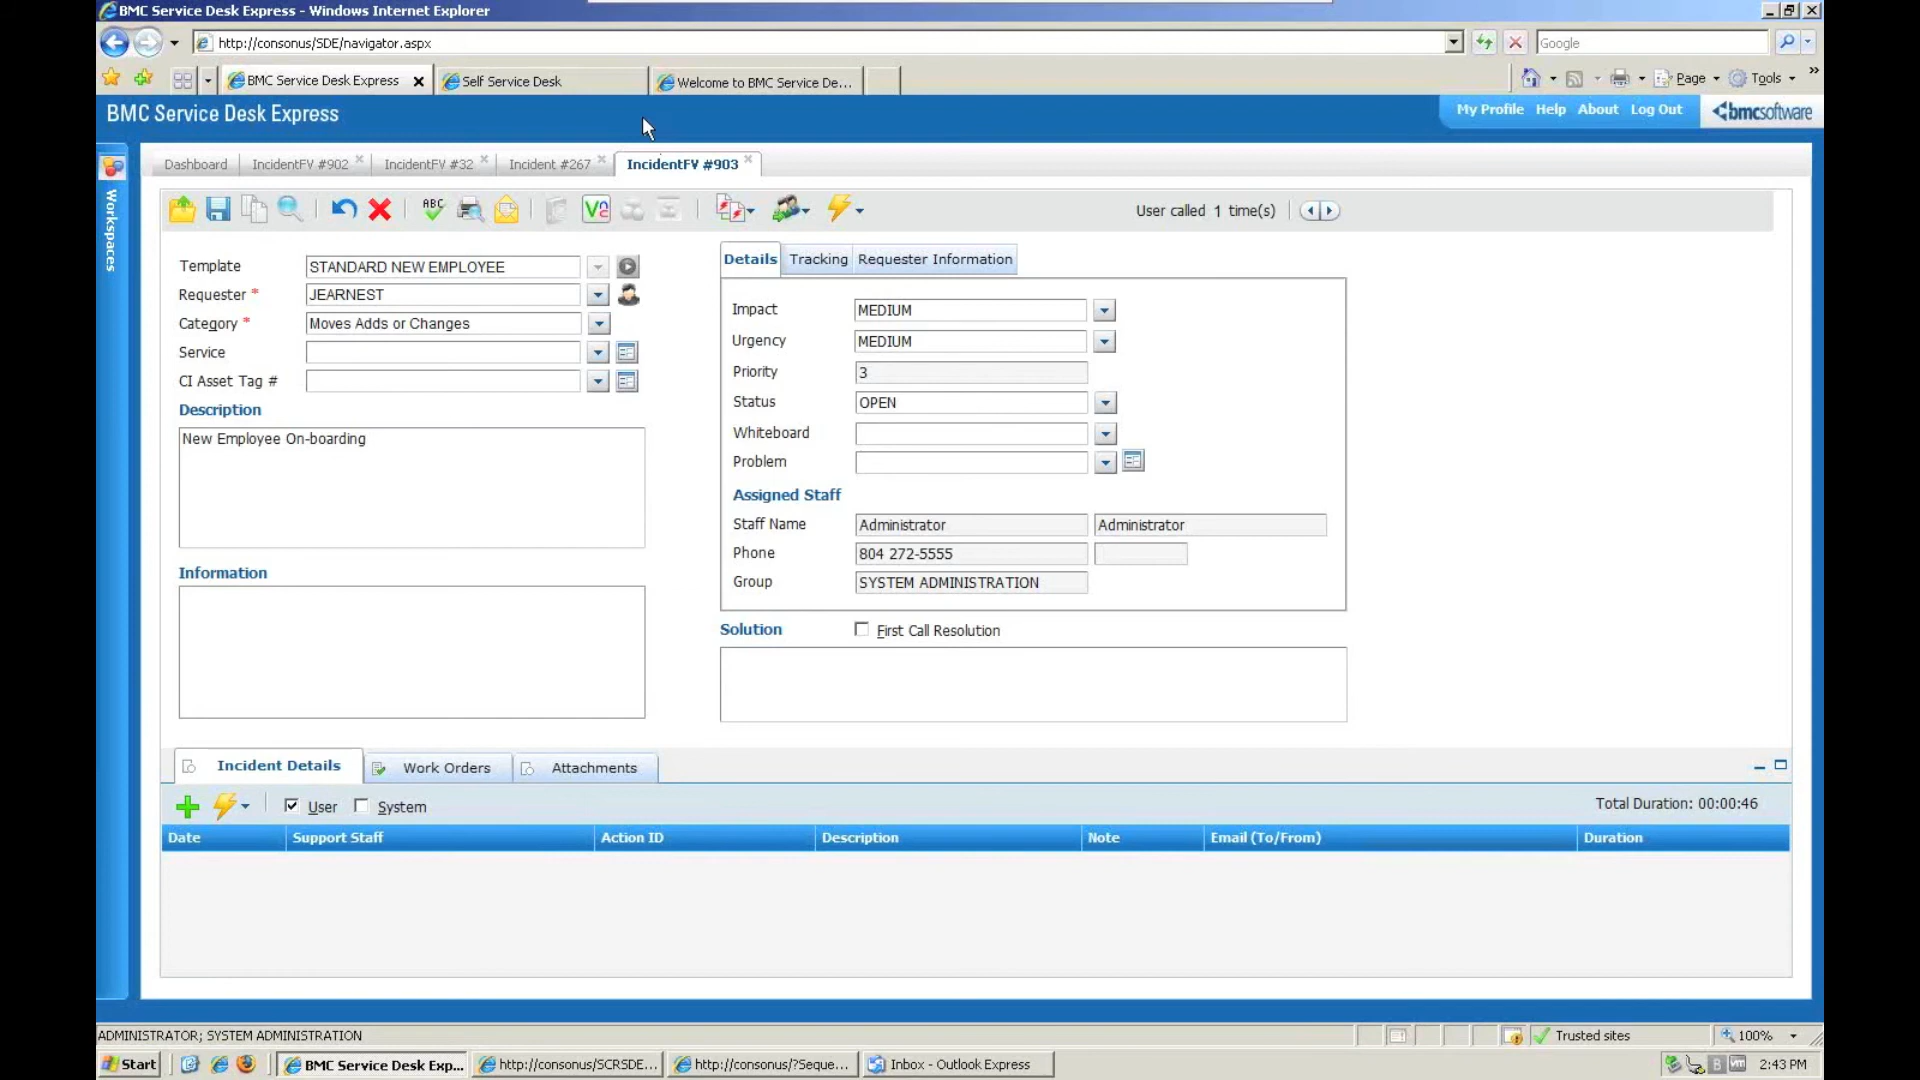 BMC Service Desk Express - Windows Internet Explorer
http://consonus/SDE/navigator.aspx
Google
BMC Service Desk Express
Self Service Desk
Welcome to BMC Service De...
Page
Tools
BMC Service Desk Express
My Profile Help About Log Out
bmcsoftware
Workspaces
Dashboard
IncidentFV #902
IncidentFV #32
Incident #267
IncidentFV #903
ABC
User called 1 time(s)
Template
STANDARD NEW EMPLOYEE
Requester *
JEARNEST
Category *
Moves Adds or Changes
Service
CI Asset Tag #
Description
New Employee On-boarding
Information
Details
Tracking
Requester Information
Impact
MEDIUM
Urgency
MEDIUM
Priority
3
Status
OPEN
Whiteboard
Problem
Assigned Staff
Staff Name
Administrator
Administrator
Phone
804 272-5555
Group
SYSTEM ADMINISTRATION
Solution
First Call Resolution
Incident Details
Work Orders
Attachments
User
System
Total Duration: 00:00:46
Date
Support Staff
Action ID
Description
Note
Email (To/From)
Duration
ADMINISTRATOR; SYSTEM ADMINISTRATION
Trusted sites
100%
Start
BMC Service Desk Exp...
http://consonus/SCRSDE...
http://consonus/?Seque...
Inbox - Outlook Express
2:43 PM